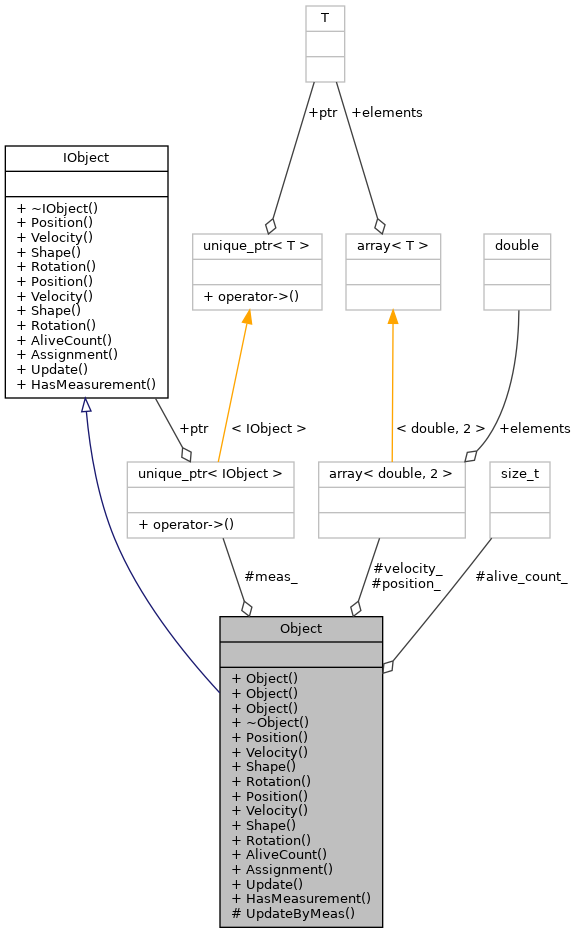 T
+ptr
+elements
IObject
+ ~IObject()
+ Position()
+ Velocity()
+ Shape()
+ Rotation()
+ Position()
+ Velocity()
+ Shape()
+ Rotation()
+ AliveCount()
+ Assignment()
+ Update()
+ HasMeasurement()
unique_ptr< T >
+ operator->()
array< T >
double
+ptr
< IObject >
< double, 2 >
+elements
unique_ptr< IObject >
+ operator->()
array< double, 2 >
size_t
#meas_
#velocity_
#position_
#alive_count_
Object
+ Object()
+ Object()
+ Object()
+ ~Object()
+ Position()
+ Velocity()
+ Shape()
+ Rotation()
+ Position()
+ Velocity()
+ Shape()
+ Rotation()
+ AliveCount()
+ Assignment()
+ Update()
+ HasMeasurement()
# UpdateByMeas()